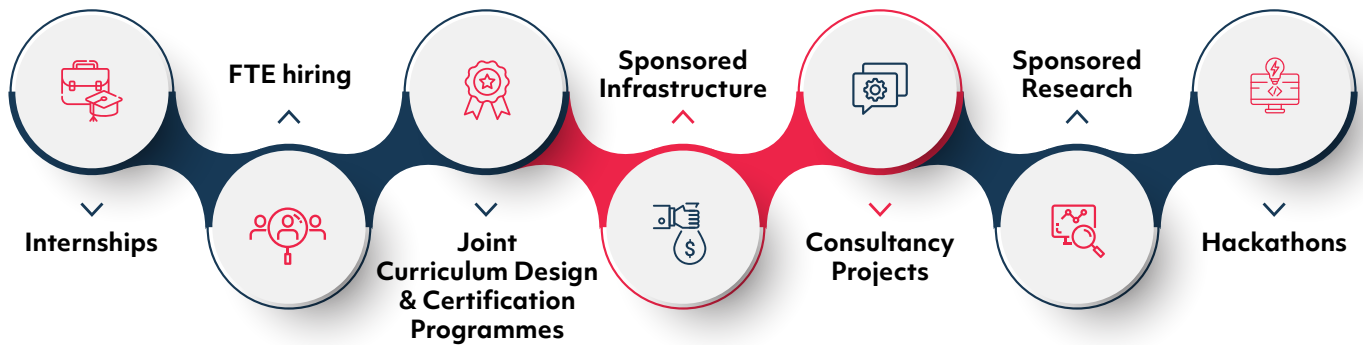 Internships
FTE hiring
Joint
Curriculum Design
& Certification
Programmes
Sponsored
Infrastructure
$
Consultancy
Projects
Sponsored
Research
</>
Hackathons